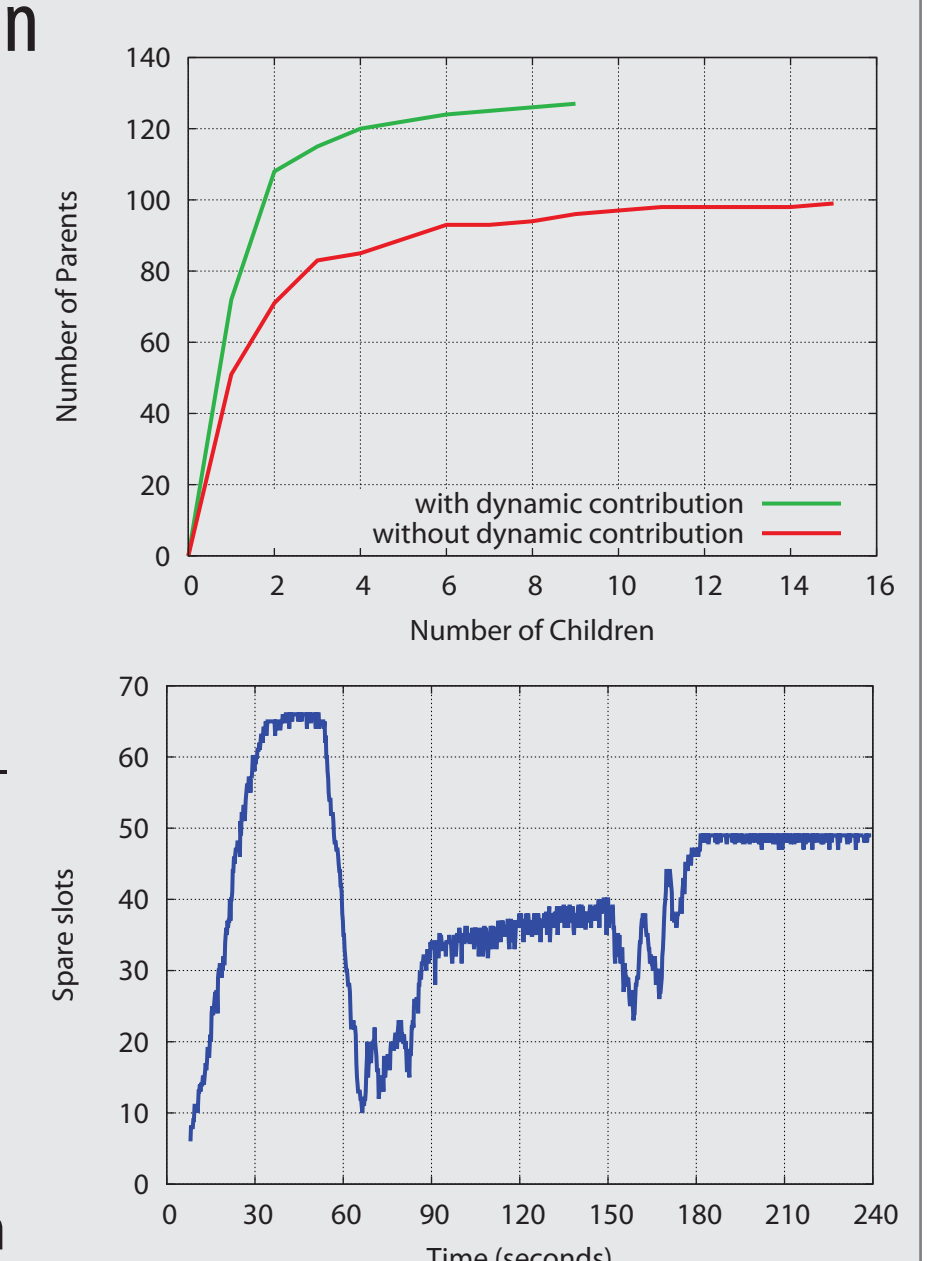 n
140
120
100
80
60
40
20
0
Number of Parents
with dynamic contribution
without dynamic contribution
0 2 4 6 8 10 12 14 16
Number of Children
70
60
50
40
30
20
10
0
Spare slots
0 30 60 90 120 150 180 210 240
Time (seconds)